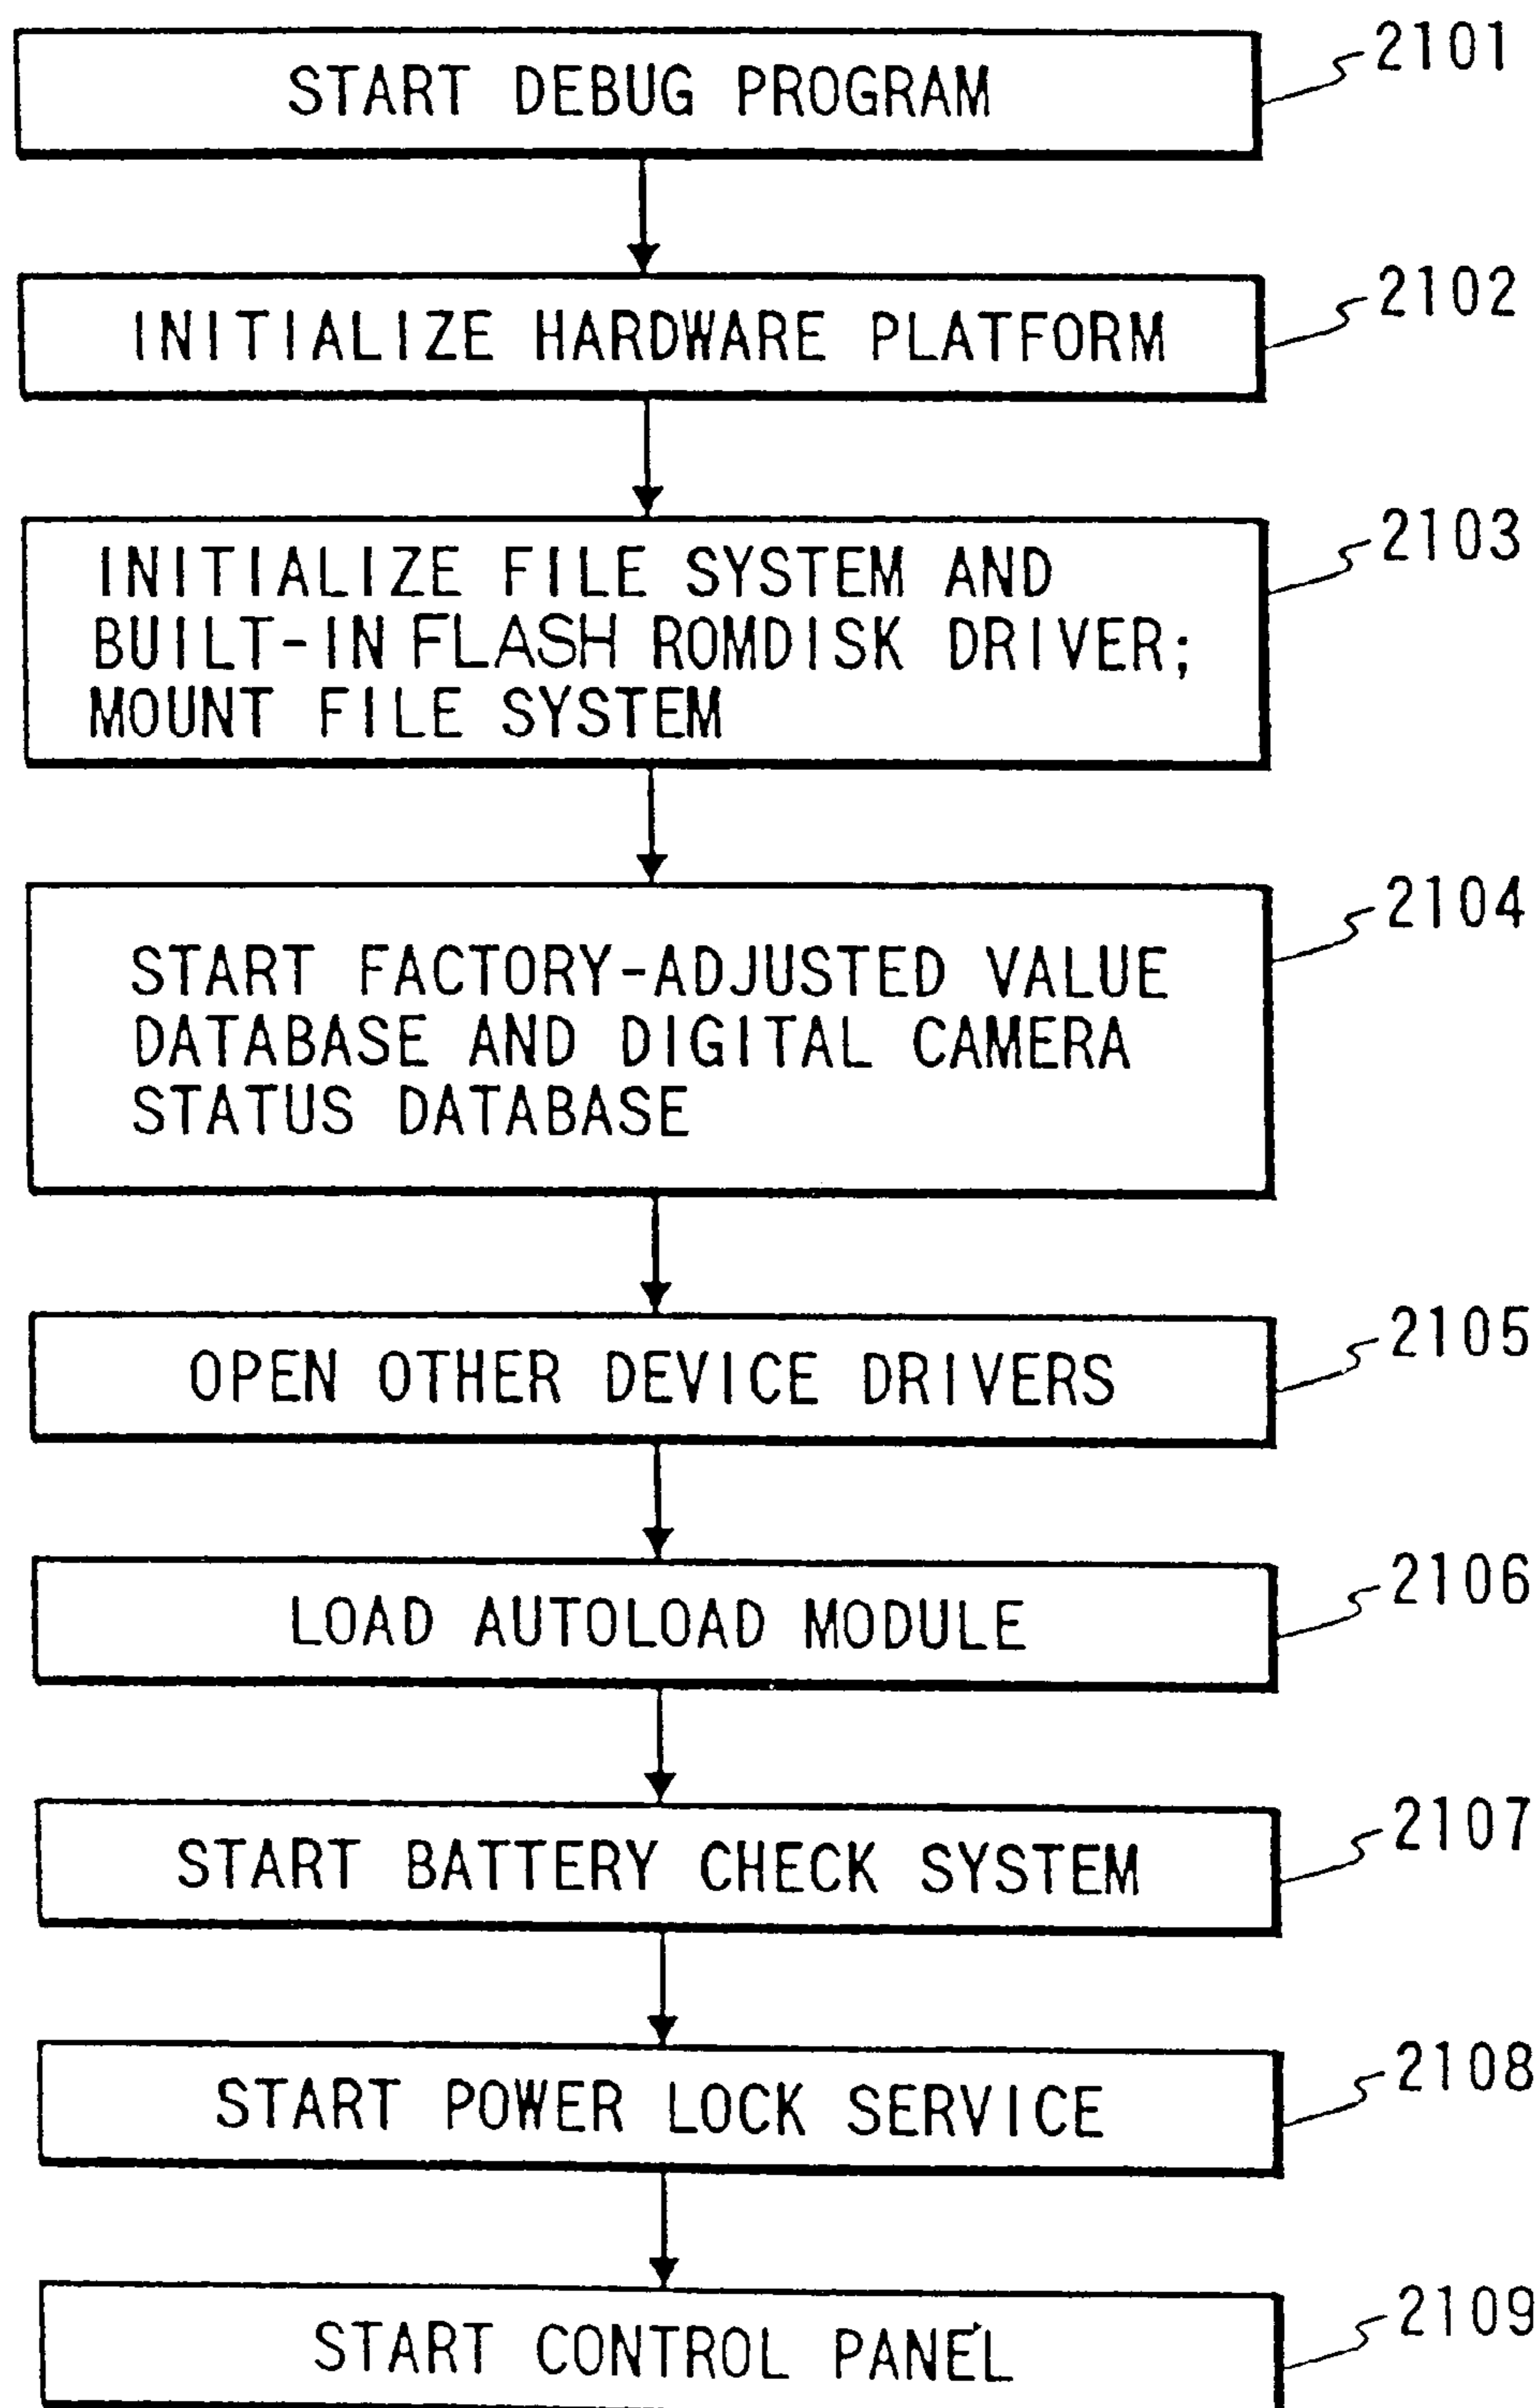 2101
START DEBUG PROGRAM
2102
INITIALIZE HARDWARE PLATFORM
2103
INITIALIZE FILE SYSTEM AND
BUILT-IN FLASH ROMDISK DRIVER;
MOUNT FILE SYSTEM
2104
START FACTORY-ADJUSTED VALUE
DATABASE AND DIGITAL CAMERA
STATUS DATABASE
2105
OPEN OTHER DEVICE DRIVERS
2106
LOAD AUTOLOAD MODULE
2107
START BATTERY CHECK SYSTEM
2108
START POWER LOCK SERVICE
2109
START CONTROL PANEL